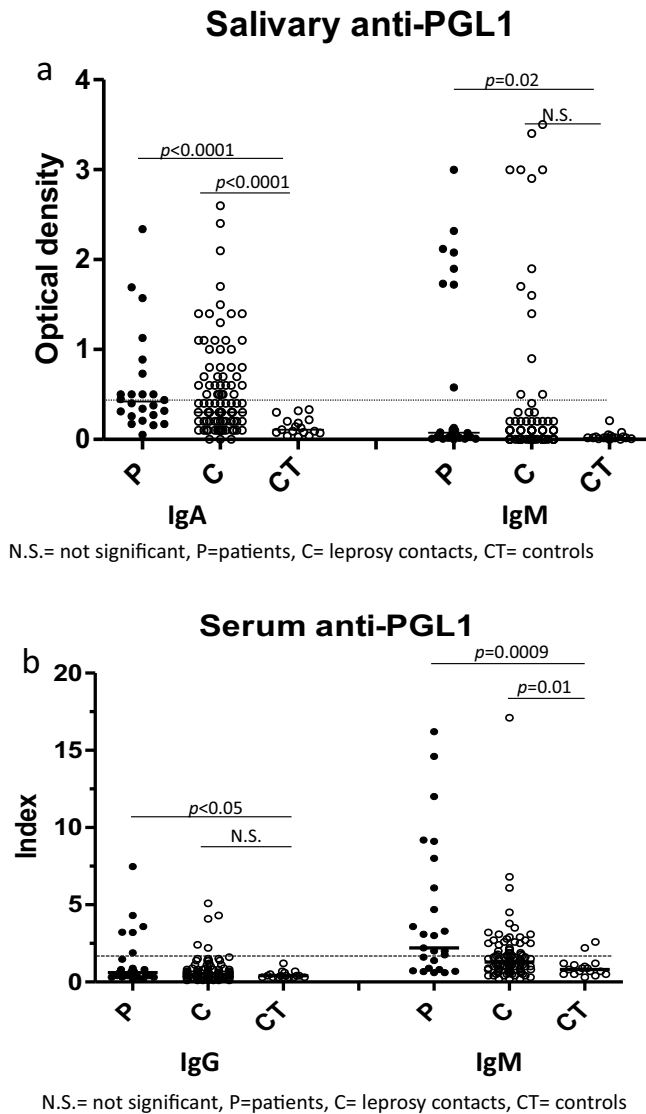 Salivary anti-PGL1
a
4
3
2
1
0
Optical density
p=0.02
N.S.
p<0.0001
p<0.0001
P
C
CT
P
C
CT
IgA
IgM
N.S.= not significant, P=patients, C= leprosy contacts, CT= controls
Serum anti-PGL1
b
20
15
10
5
0
Index
p=0.0009
p=0.01
p<0.05
N.S.
P
C
CT
P
C
CT
IgG
IgM
N.S.= not significant, P=patients, C= leprosy contacts, CT= controls